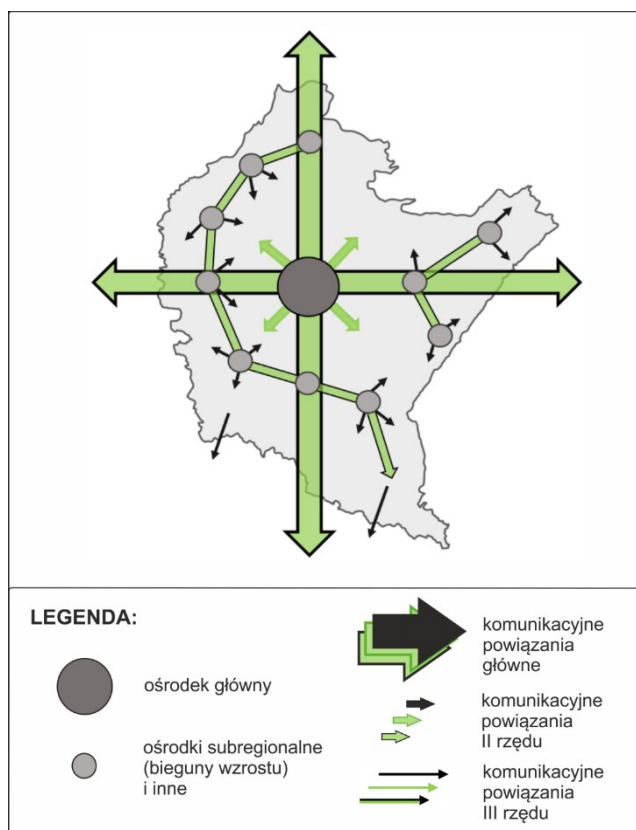 LEGENDA:
ośrodek główny
ośrodki subregionalne
(bieguny wzrostu)
i inne
komunikacyjne
powiązania
główne
komunikacyjne
powiązania
II rzędu
komunikacyjne
powiązania
III rzędu